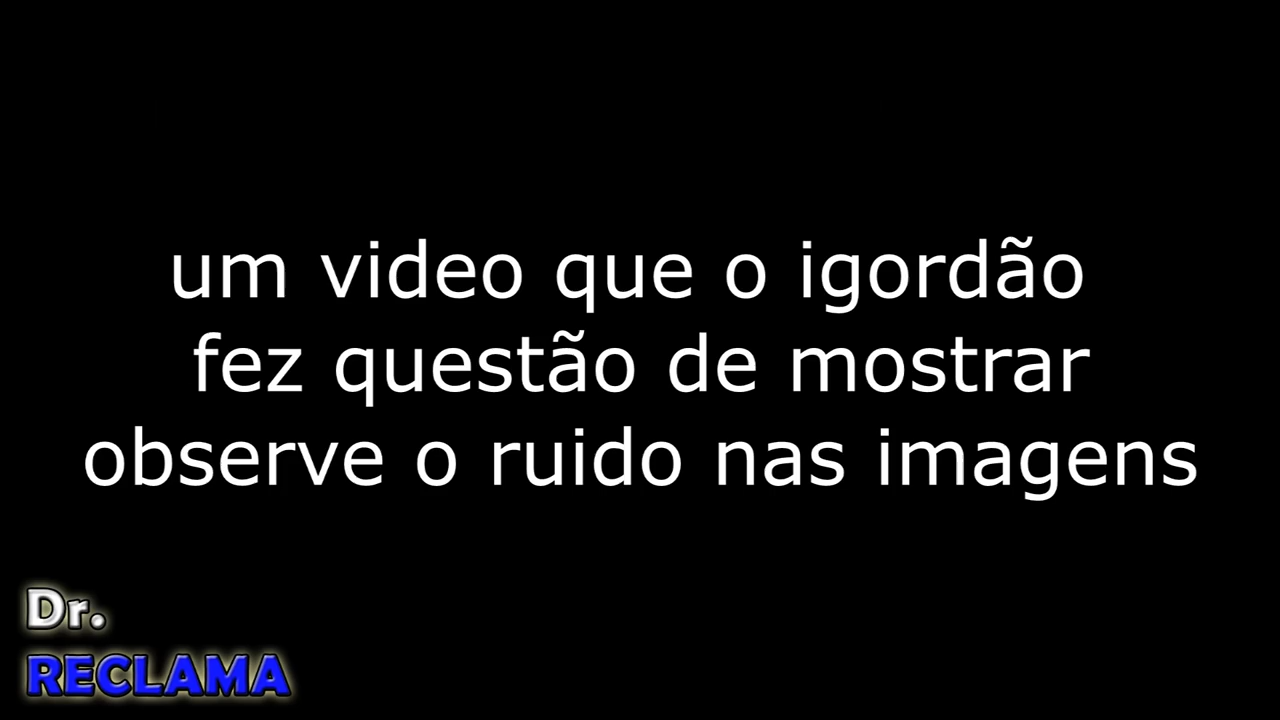 um video que o igordão
fez questão de mostrar
observe o ruido nas imagens
Dr.
RECLAMA